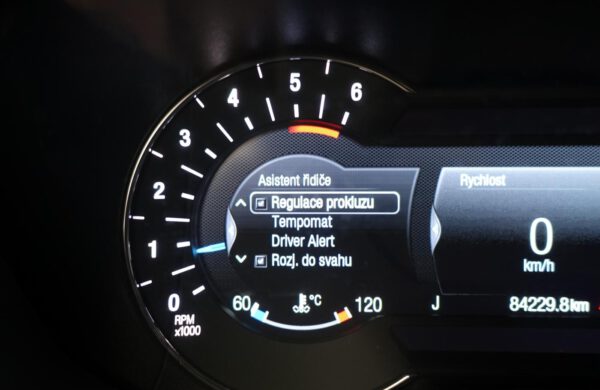 6
5
4
3
2
1
0
RPM
x1000
Asistent řidiče
Regulace prokluzu
Tempomat
Driver Alert
Rozj. do svahu
60 °C 120
Rychlost
0
km/h
J 84229.8km